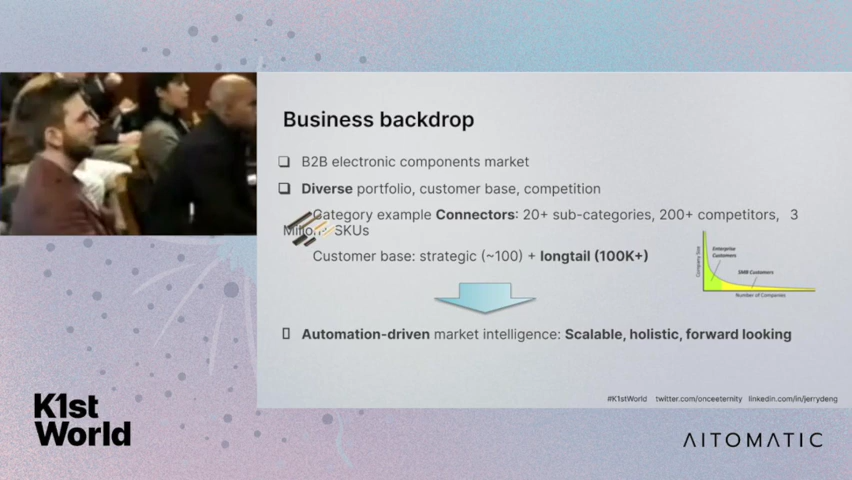 Business backdrop
B2B electronic components market
Diverse portfolio, customer base, competition
Category example Connectors: 20+ sub-categories, 200+ competitors, 3
SKUs
Customer base: strategic (~100) + longtail (100K+)
Enterprise
Customers
SMB Customers
Company Size
Number of Companies
Automation-driven market intelligence: Scalable, holistic, forward looking
#K1stWorld twitter.com/onceeternity linkedin.com/in/jerrydeng
K1st
World
AITOMATIC